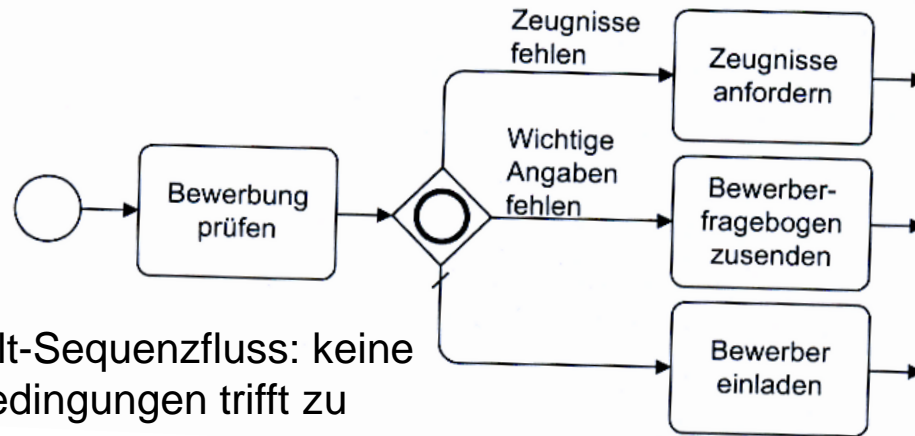 Zeugnisse
fehlen
Zeugnisse
anfordern
Wichtige
Angaben
fehlen
Bewerbung
prüfen
Bewerber-
fragebogen
zusenden
lt-Sequenzfluss: keine
edingungen trifft zu
Bewerber
einladen